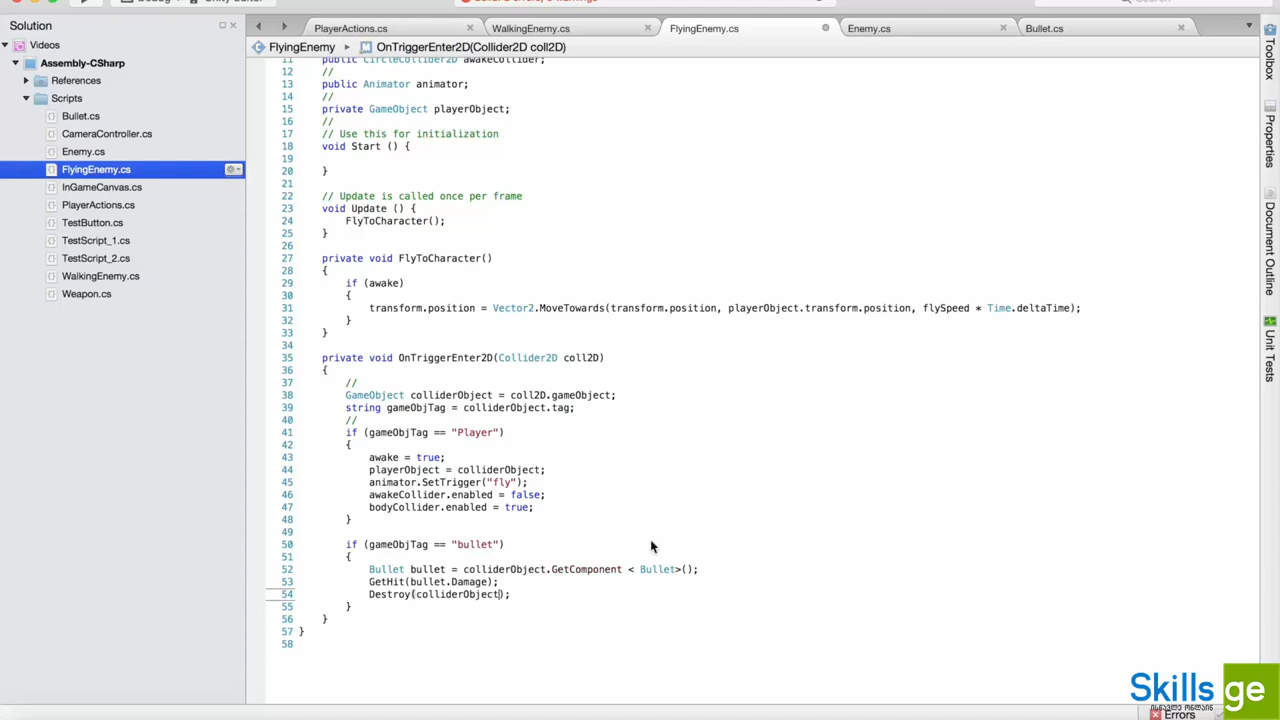 Solution
PlayerActions.cs
WalkingEnemy.cs
FlyingEnemy.cs
Enemy.cs
Bullet.cs
FlyingEnemy
OnTriggerEnter2D(Collider2D coll2D)
Videos
Assembly-CSharp
References
Scripts
Bullet.cs
CameraController.cs
Enemy.cs
FlyingEnemy.cs
InGameCanvas.cs
PlayerActions.cs
TestButton.cs
TestScript_1.cs
TestScript_2.cs
WalkingEnemy.cs
Weapon.cs
11 public CircleCollider2D awakeCollider;
12 //
13 public Animator animator;
14 //
15 private GameObject playerObject;
16 //
17 // Use this for initialization
18 void Start () {
19
20 }
21
22 // Update is called once per frame
23 void Update () {
24 FlyToCharacter();
25 }
26
27 private void FlyToCharacter()
28 {
29 if (awake)
30 {
31 transform.position = Vector2.MoveTowards(transform.position, playerObject.transform.position, flySpeed * Time.deltaTime);
32 }
33 }
34
35 private void OnTriggerEnter2D(Collider2D coll2D)
36 {
37 //
38 GameObject colliderObject = coll2D.gameObject;
39 string gameObjTag = colliderObject.tag;
40 //
41 if (gameObjTag == "Player")
42 {
43 awake = true;
44 playerObject = colliderObject;
45 animator.SetTrigger("fly");
46 awakeCollider.enabled = false;
47 bodyCollider.enabled = true;
48 }
49
50 if (gameObjTag == "bullet")
51 {
52 Bullet bullet = colliderObject.GetComponent < Bullet>();
53 GetHit(bullet.Damage);
54 Destroy(colliderObject);
55 }
56 }
57 }
58
Toolbox
Properties
Document Outline
Unit Tests
Skills ge
ისწავლე ონლაინ
Errors